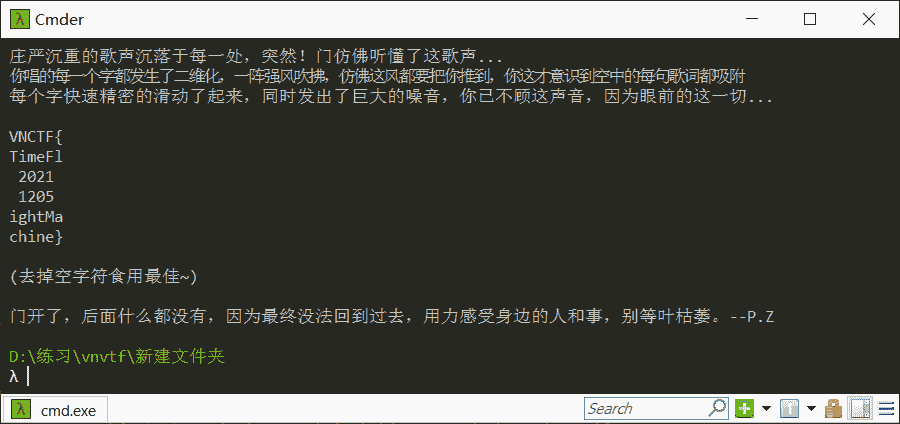 Cmder
庄严沉重的歌声沉落于每一处，突然！门仿佛听懂了这歌声...
你唱的每一个字都发生了二维化，一阵强风吹拂，仿佛这风都要把你推到，你这才意识到空中的每句歌词都吸附
每个字快速精密的滑动了起来，同时发出了巨大的噪音，你已不顾这声音，因为眼前的这一切...
VNCTF{
TimeFl
2021
1205
ightMa
chine}
(去掉空字符食用最佳~)
门开了，后面什么都没有，因为最终没法回到过去，用力感受身边的人和事，别等叶枯萎。--P.Z
D:\练习\vnvtf\新建文件夹
λ
cmd.exe
Search